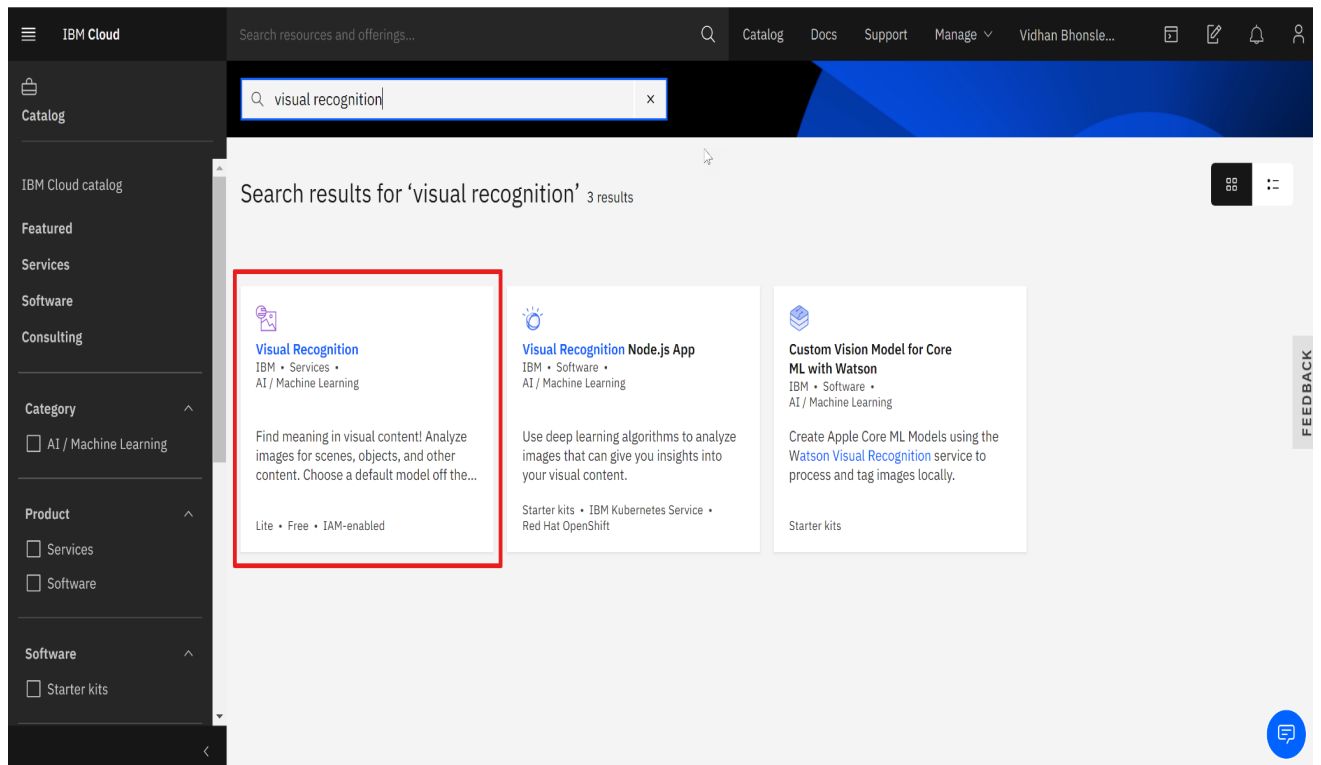 IBM Cloud
Search resources and offerings...
Catalog
Docs
Support
Manage
Vidhan Bhonsle...
Catalog
visual recognition
x
IBM Cloud catalog
Featured
Services
Software
Consulting
Category
AI / Machine Learning
Product
Services
Software
Software
Starter kits
Search results for ‘visual recognition’ 3 results
Visual Recognition
IBM • Services •
AI / Machine Learning
Find meaning in visual content! Analyze
images for scenes, objects, and other
content. Choose a default model off the...
Lite • Free • IAM-enabled
Visual Recognition Node.js App
IBM • Software •
AI / Machine Learning
Use deep learning algorithms to analyze
images that can give you insights into
your visual content.
Starter kits • IBM Kubernetes Service •
Red Hat OpenShift
Custom Vision Model for Core
ML with Watson
IBM • Software •
AI / Machine Learning
Create Apple Core ML Models using the
Watson Visual Recognition service to
process and tag images locally.
Starter kits
FEEDBACK